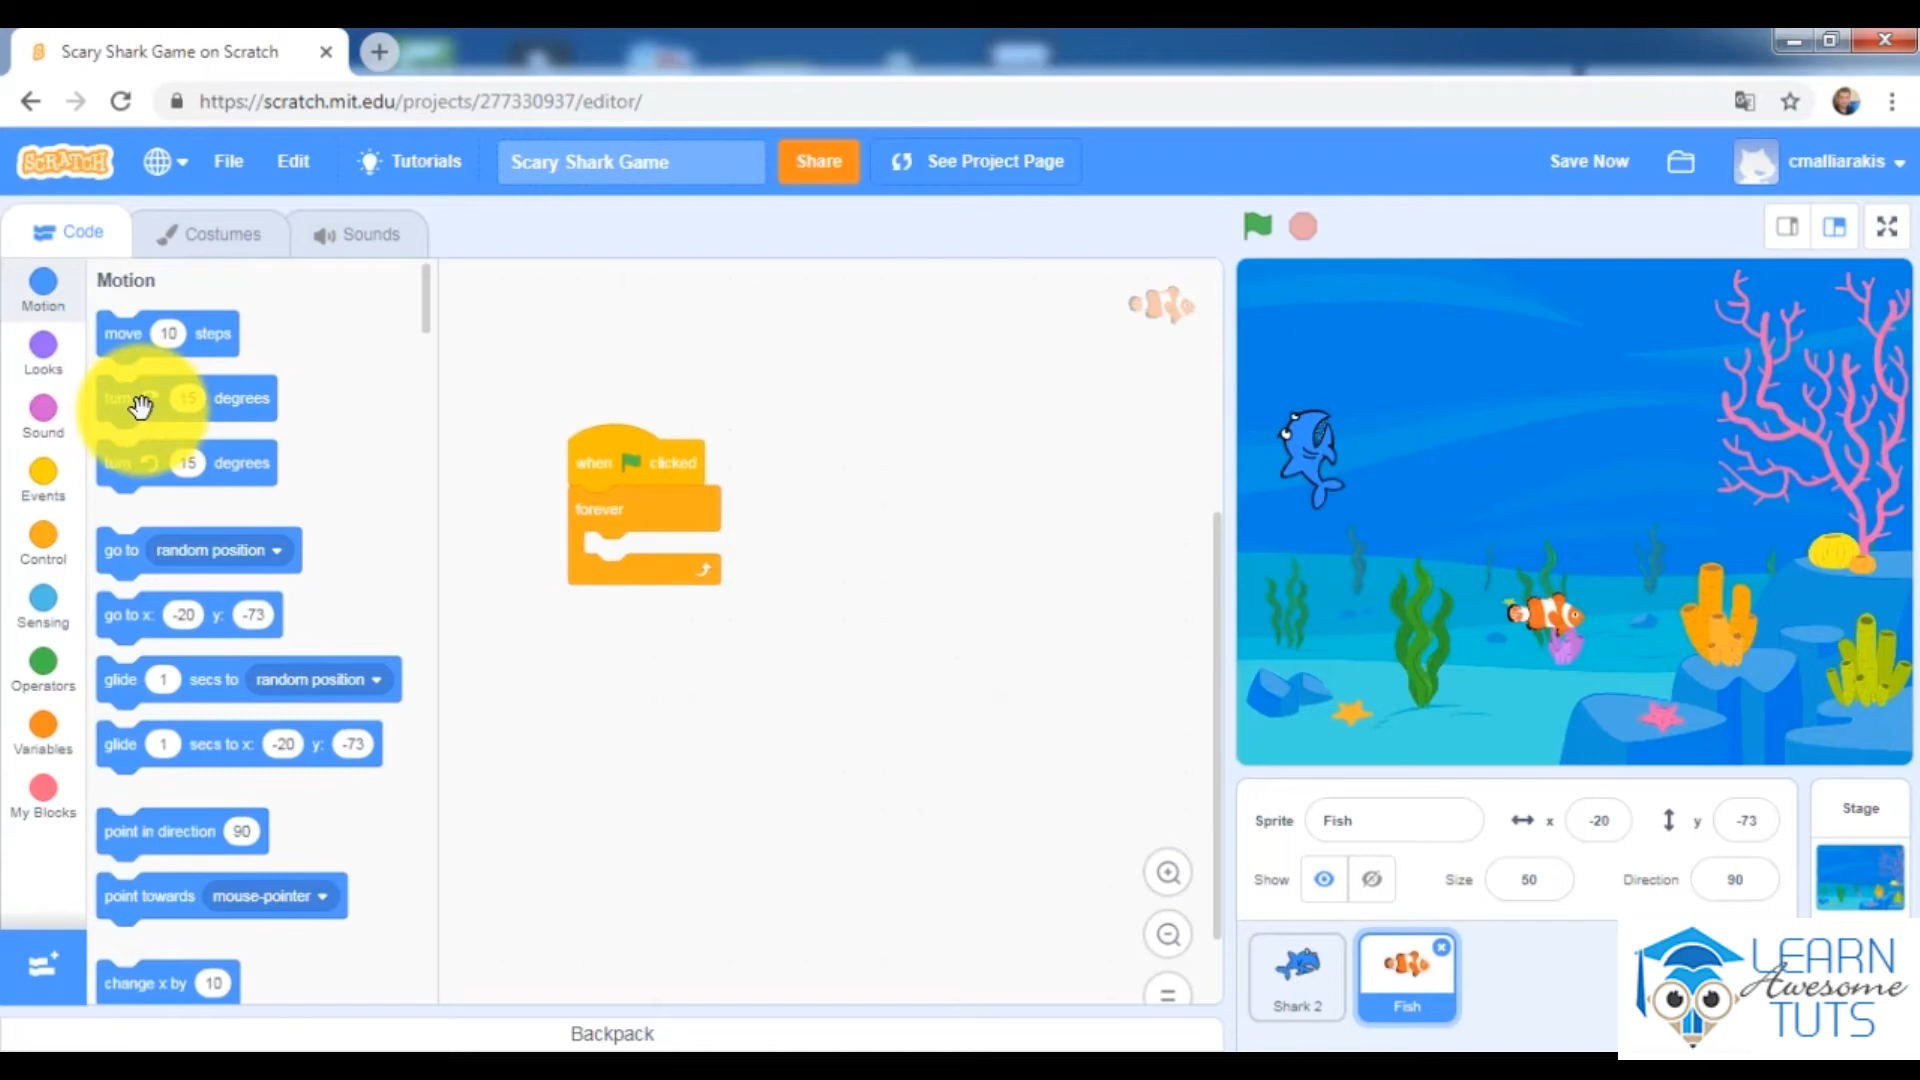 Scary Shark Game on Scratch
https://scratch.mit.edu/projects/277330937/editor/
SCRATCH
File
Edit
Tutorials
Scary Shark Game
Share
See Project Page
Save Now
cmalliarakis
Code
Costumes
Sounds
Motion
Looks
Sound
Events
Control
Sensing
Operators
Variables
My Blocks
Motion
move 10 steps
turn 15 degrees
turn 15 degrees
go to random position
go to x: -20 y: -73
glide 1 secs to random position
glide 1 secs to x: -20 y: -73
point in direction 90
point towards mouse-pointer
change x by 10
when clicked
forever
Backpack
Sprite Fish x -20 y -73
Show Size 50 Direction 90
Shark 2
Fish
Stage
LEARN
Awesome
TUTS